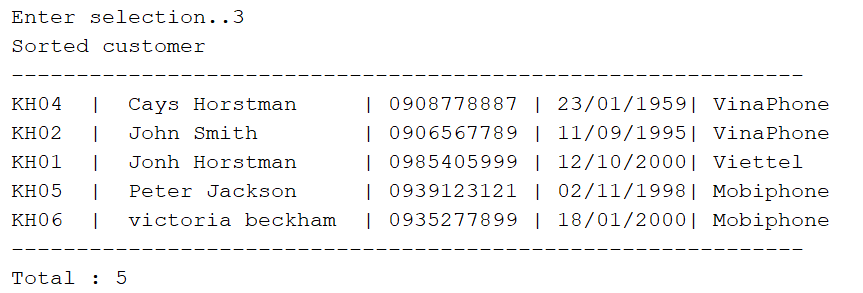 Enter selection..3
Sorted customer
-------------------------------------------------------------
KH04  |  Cays Horstman     | 0908778887 | 23/01/1959| VinaPhone
KH02  |  John Smith        | 0906567789 | 11/09/1995| VinaPhone
KH01  |  Jonh Horstman     | 0985405999 | 12/10/2000| Viettel
KH05  |  Peter Jackson     | 0939123121 | 02/11/1998| Mobiphone
KH06  |  victoria beckham  | 0935277899 | 18/01/2000| Mobiphone
-------------------------------------------------------------
Total : 5